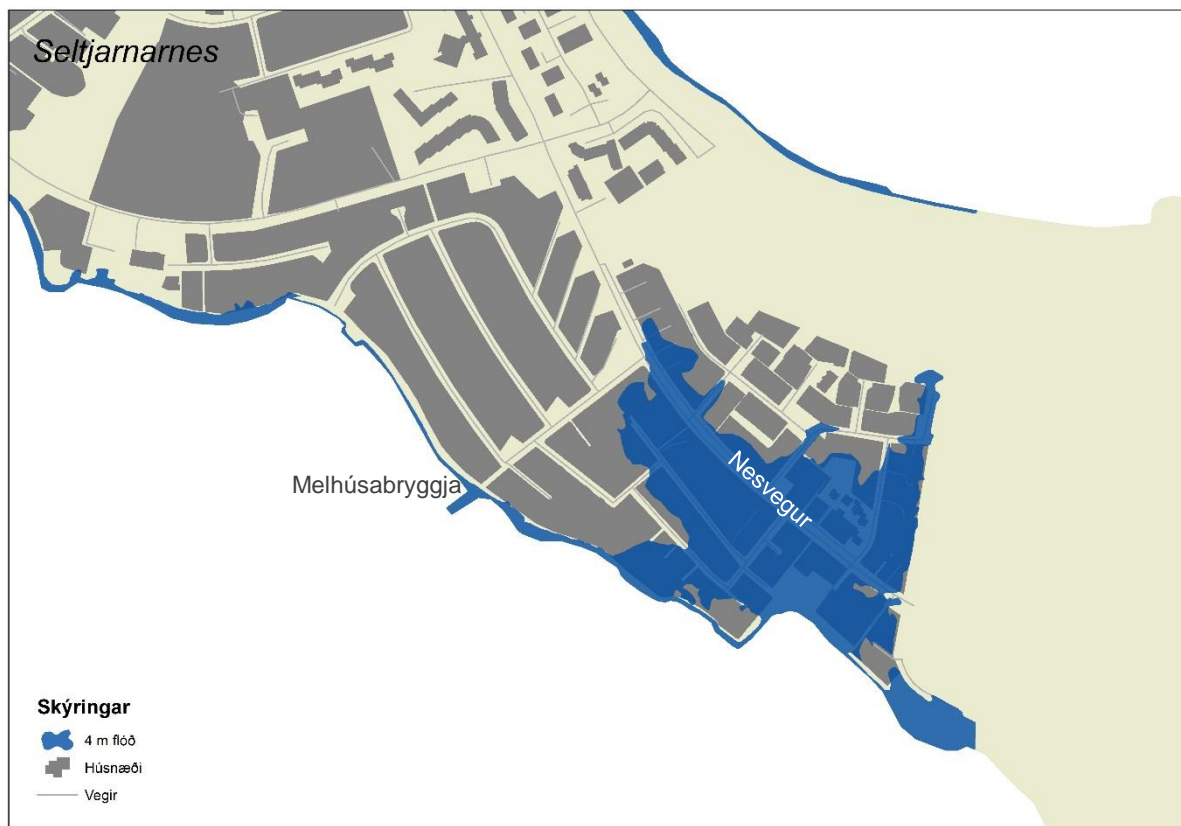 Seltjarnarnes
Nesvegur
Melhúsabryggja
Skýringar
4 m flóð
Húsnæði
Vegir